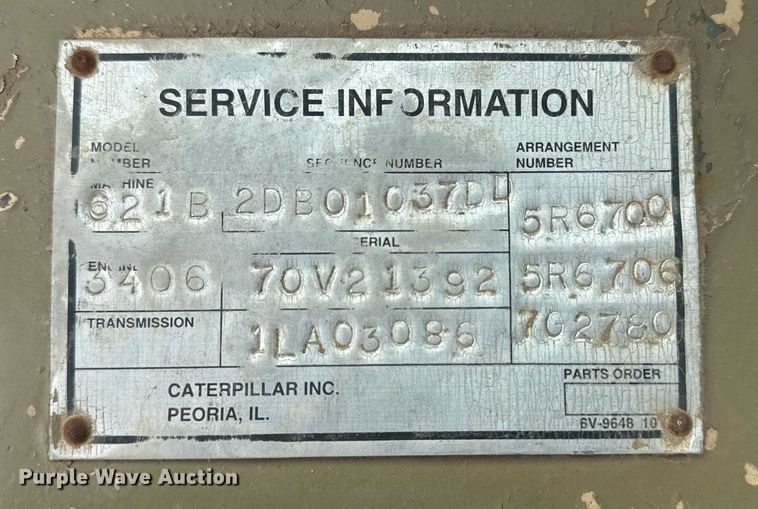 SERVICE INFORMATION
MODEL NUMBER
SEQUENCE NUMBER
ARRANGEMENT NUMBER
MACHINE
621B 2DB01037DD 5R6700
SERIAL
ENGINE
3406 70V21392 5R6706
TRANSMISSION
1LA03086 7G2780
CATERPILLAR INC.
PEORIA, IL.
PARTS ORDER
6V-9648 10
Purple Wave Auction